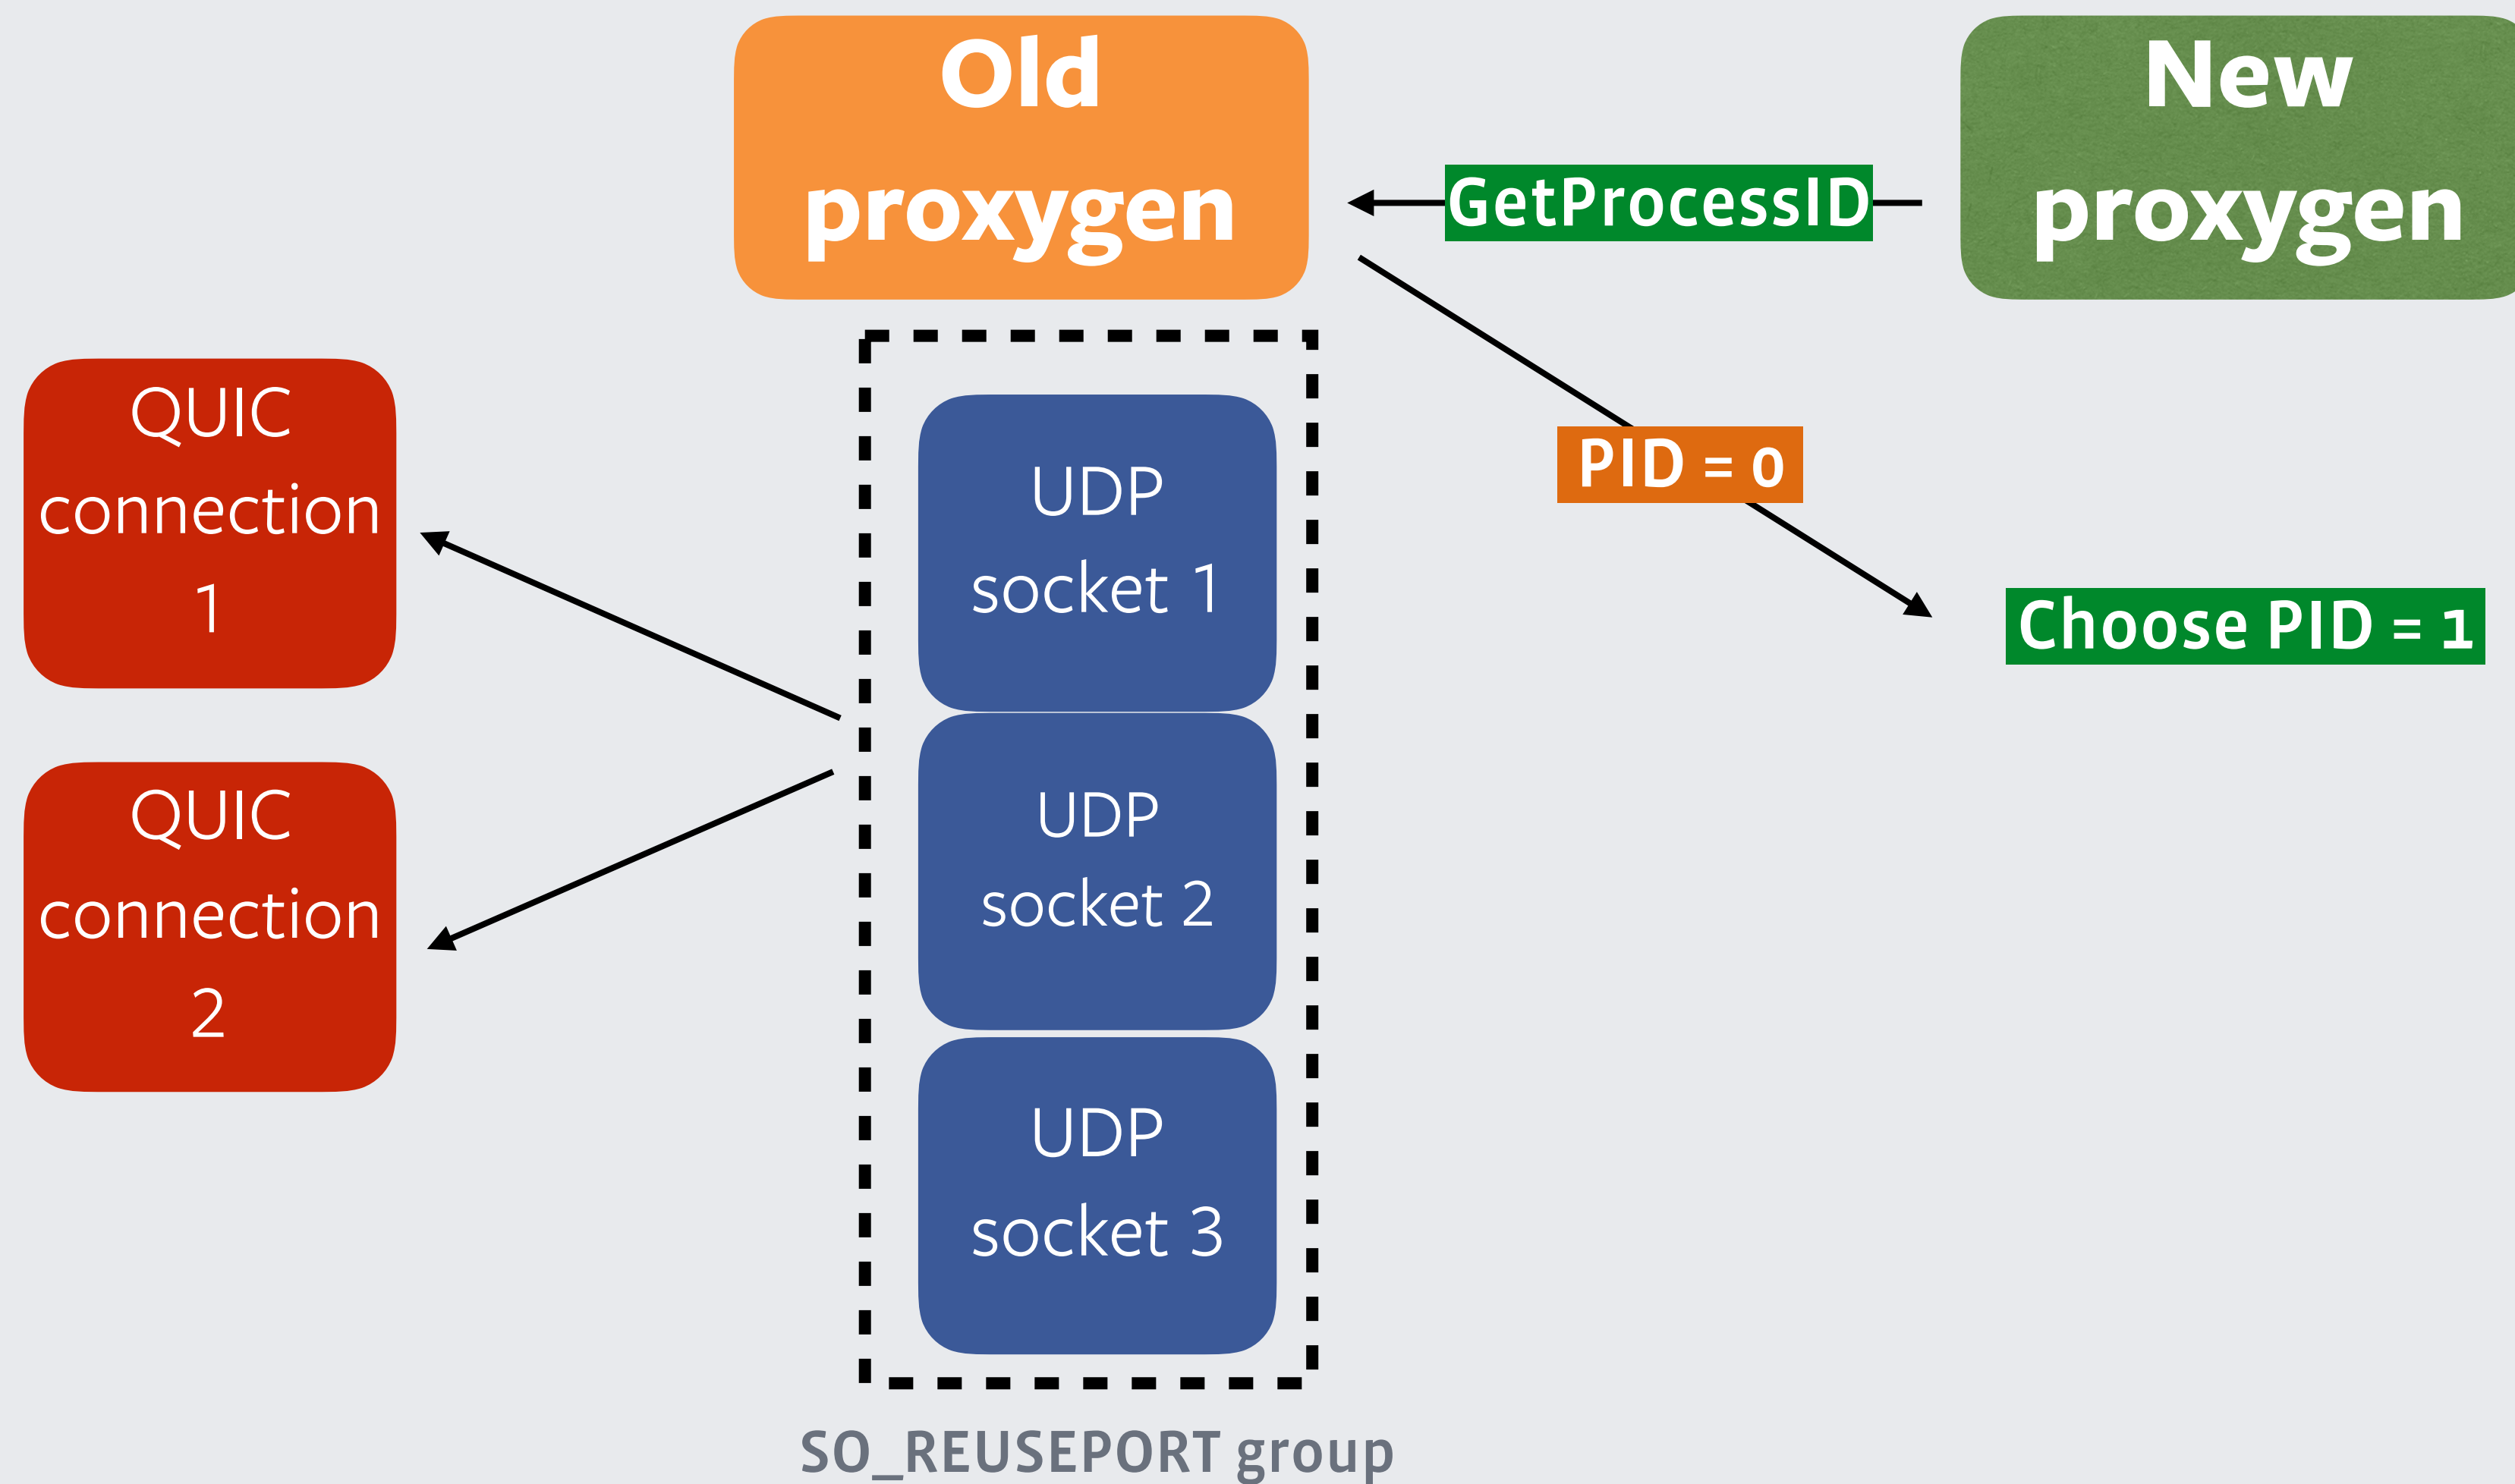 Old
proxygen
New
proxygen
GetProcessID
PID = 0
Choose PID = 1
QUIC
connection
1
QUIC
connection
2
UDP
socket 1
UDP
socket 2
UDP
socket 3
SO_REUSEPORT group